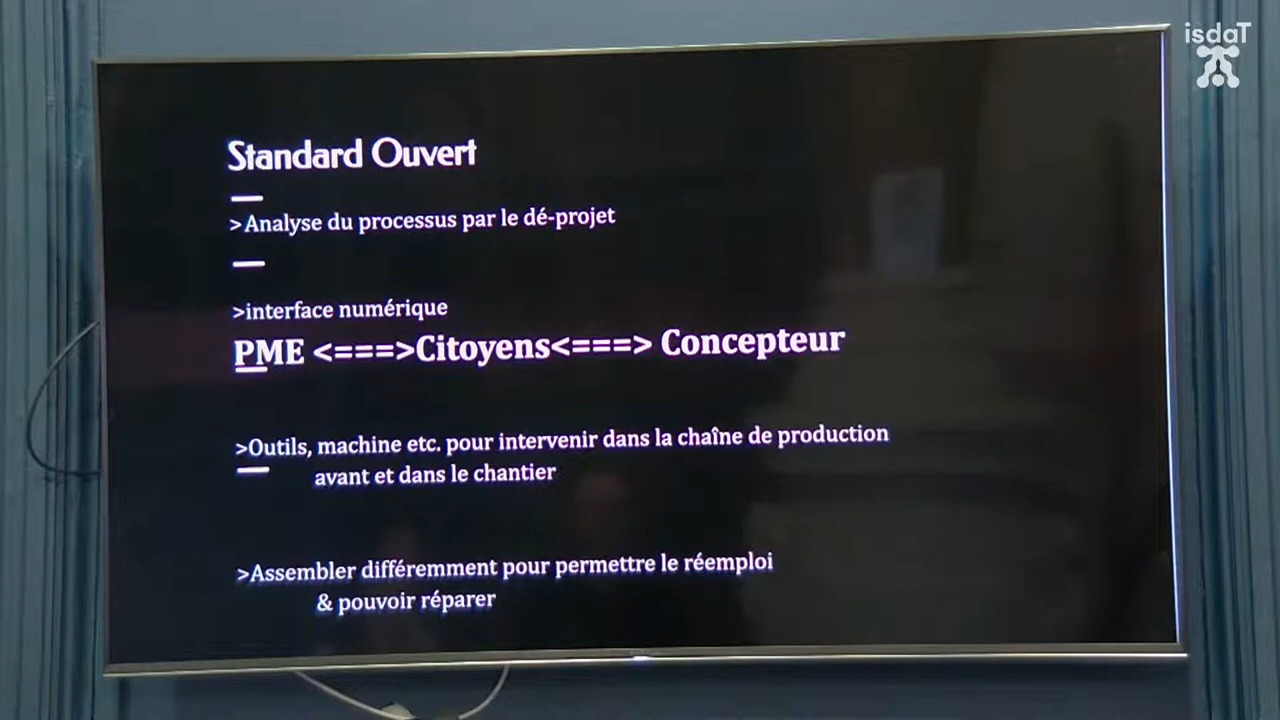 isdaT
Standard Ouvert
>Analyse du processus par le dé-projet
>interface numérique
PME <===>Citoyens<===> Concepteur
>Outils, machine etc. pour intervenir dans la chaîne de production
avant et dans le chantier
>Assembler différemment pour permettre le réemploi
& pouvoir réparer